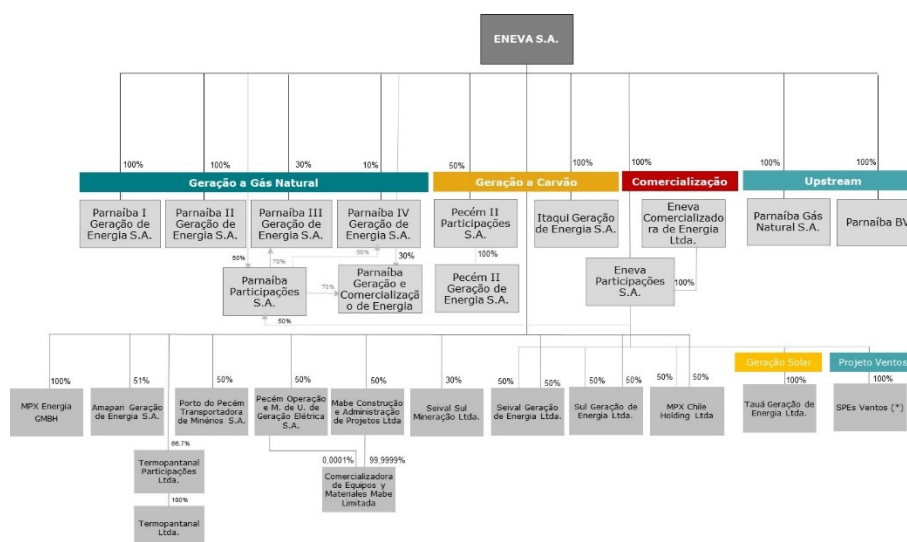 ENEVA S.A.
100%
100%
30%
10%
50%
100%
100%
100%
100%
Geração a Gás Natural
Geração a Carvão
Comercialização
Upstream
Parnaíba I
Geração de
Energia S.A.
Parnaíba II
Geração de
Energia S.A.
Parnaíba III
Geração de
Energia S.A.
Parnaíba IV
Geração de
Energia S.A.
Pecém II
Participações
S.A.
Itaqui Geração
de Energia S.A.
Eneva
Comercializado
ra de Energia
Ltda.
Parnaíba Gás
Natural S.A.
Parnaíba BV
50%
70%
30%
100%
Parnaíba
Participações
S.A.
70%
Parnaíba
Geração e
Comercializaçã
o de Energia
Pecém II
Geração de
Energia S.A.
Eneva
Participações
S.A.
100%
50%
100%
51%
50%
50%
50%
30%
50%
50%
50%
50%
50%
50%
Geração Solar
100%
Projeto Ventos
100%
MPX Energia
GMBH
Amapari Geração de
Energia S.A.
Porto do Pecém
Transportadora de
Minérios S.A.
Pecém Operação
e M. de U. de
Geração Elétrica
S.A.
Mabe Construção
e Administração
de Projetos Ltda
Seival Sul
Mineração Ltda.
Seival Geração de
Energia Ltda.
Sul Geração de
Energia Ltda.
MPX Chile
Holding Ltda
Tauá Geração de
Energia Ltda.
SPEs Ventos (*)
66,7%
Termopantanal
Participações
Ltda.
100%
Termopantanal
Ltda.
0,0001%
99,9999%
Comercializadora
de Equipos y
Materiales Mabe
Limitada